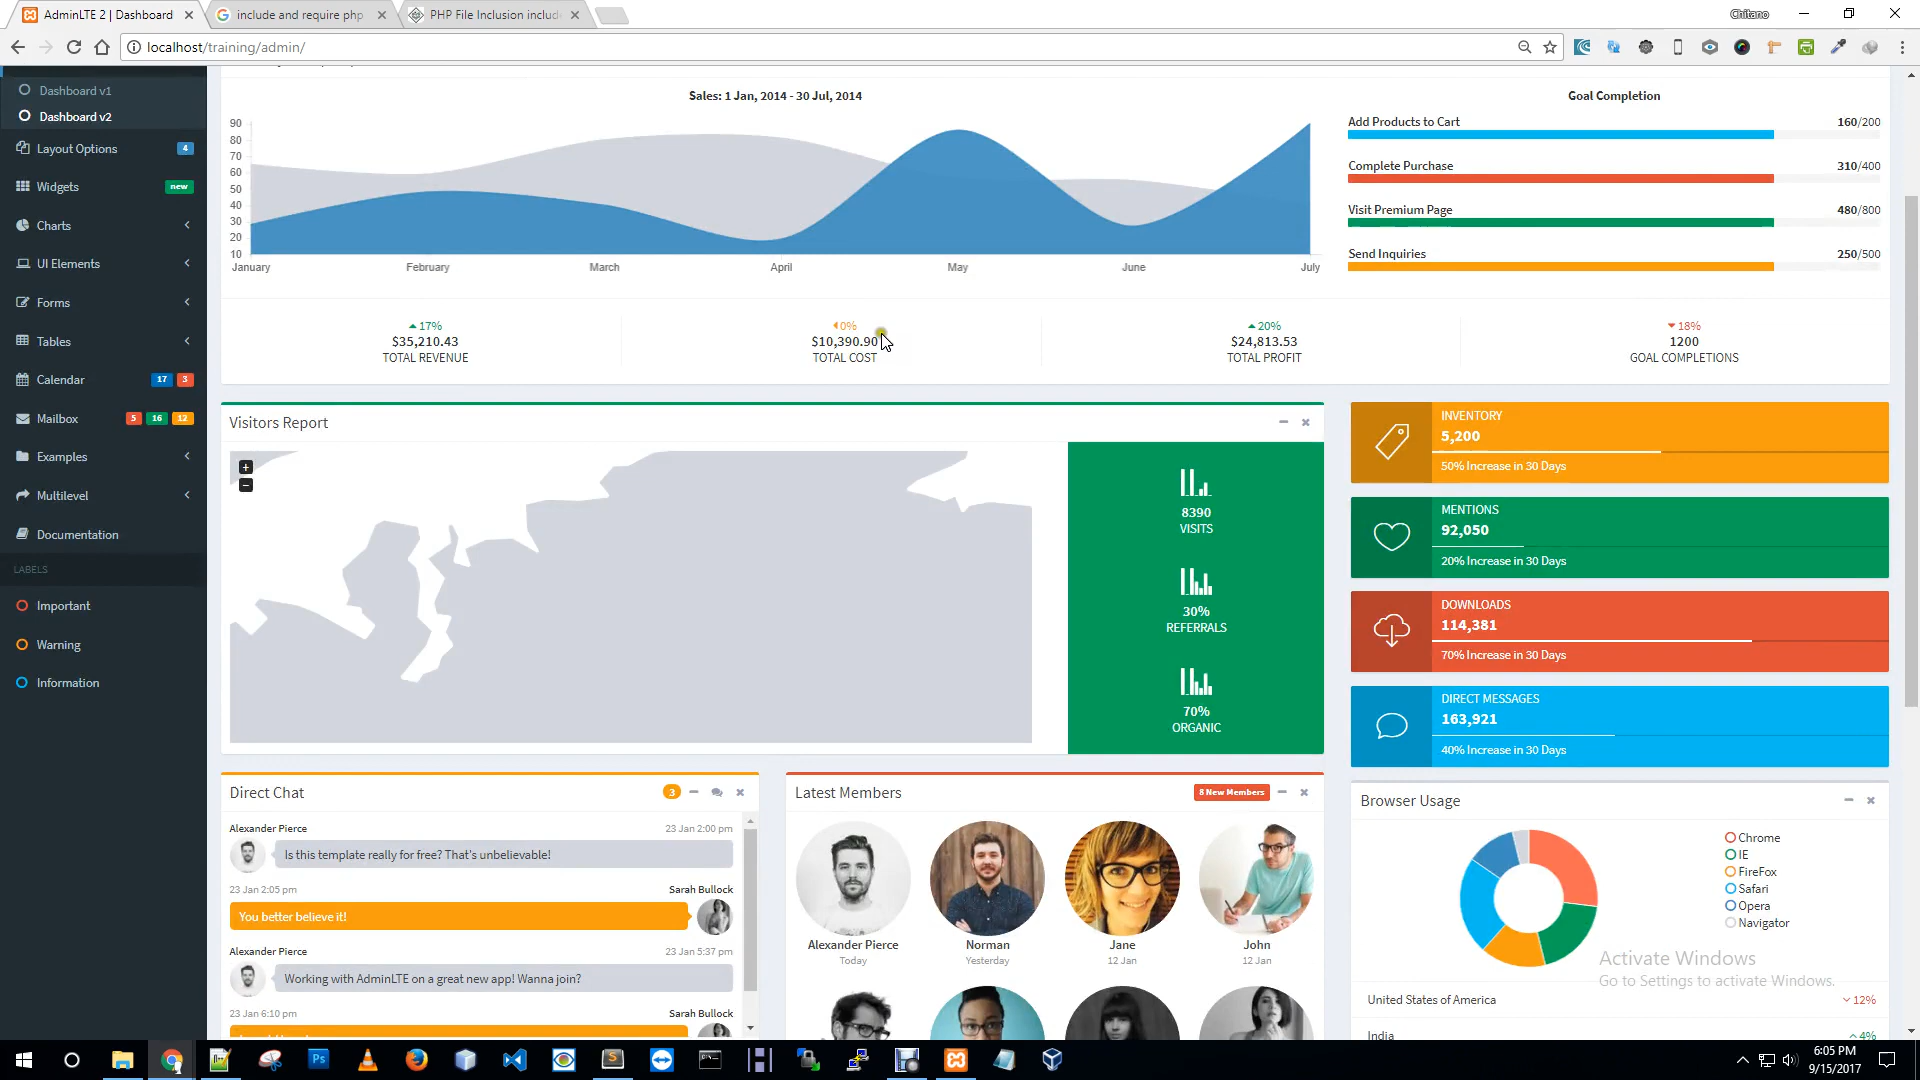 AdminLTE 2 | Dashboard
include and require php
PHP File Inclusion includ
Chitano
localhost/training/admin/
Dashboard v1
Dashboard v2
Layout Options 4
Widgets new
Charts
UI Elements
Forms
Tables
Calendar 17 3
Mailbox 5 16 12
Examples
Multilevel
Documentation
LABELS
Important
Warning
Information
Sales: 1 Jan, 2014 - 30 Jul, 2014
90
80
70
60
50
40
30
20
10
January February March April May June July
Goal Completion
Add Products to Cart 160/200
Complete Purchase 310/400
Visit Premium Page 480/800
Send Inquiries 250/500
17%
$35,210.43
TOTAL REVENUE
0%
$10,390.90
TOTAL COST
20%
$24,813.53
TOTAL PROFIT
18%
1200
GOAL COMPLETIONS
Visitors Report
+
−
8390
VISITS
30%
REFERRALS
70%
ORGANIC
INVENTORY
5,200
50% Increase in 30 Days
MENTIONS
92,050
20% Increase in 30 Days
DOWNLOADS
114,381
70% Increase in 30 Days
DIRECT MESSAGES
163,921
40% Increase in 30 Days
Direct Chat 3
Alexander Pierce 23 Jan 2:00 pm
Is this template really for free? That's unbelievable!
23 Jan 2:05 pm Sarah Bullock
You better believe it!
Alexander Pierce 23 Jan 5:37 pm
Working with AdminLTE on a great new app! Wanna join?
23 Jan 6:10 pm Sarah Bullock
Latest Members 8 New Members
Alexander Pierce
Today
Norman
Yesterday
Jane
12 Jan
John
12 Jan
Browser Usage
Chrome
IE
FireFox
Safari
Opera
Navigator
Activate Windows
Go to Settings to activate Windows.
United States of America 12%
India 4%
6:05 PM
9/15/2017